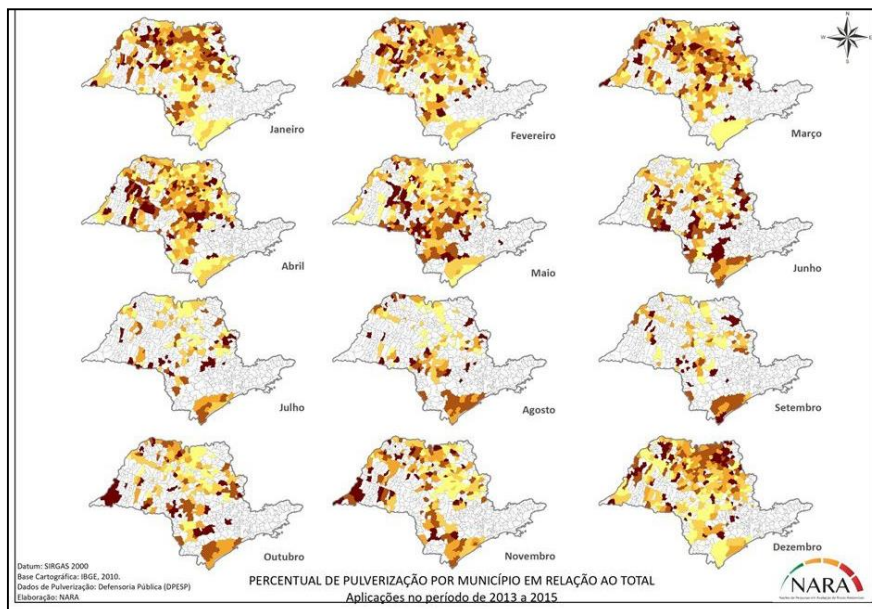 N
W E
S
Janeiro
Fevereiro
Março
Abril
Maio
Junho
Julho
Agosto
Setembro
Outubro
Novembro
Dezembro
Datum: SIRGAS 2000
Base Cartográfica: IBGE, 2010.
Dados de Pulverização: Defensoria Pública (DPESP)
Elaboração: NARA
PERCENTUAL DE PULVERIZAÇÃO POR MUNICÍPIO EM RELAÇÃO AO TOTAL
Aplicações no período de 2013 a 2015
NARA